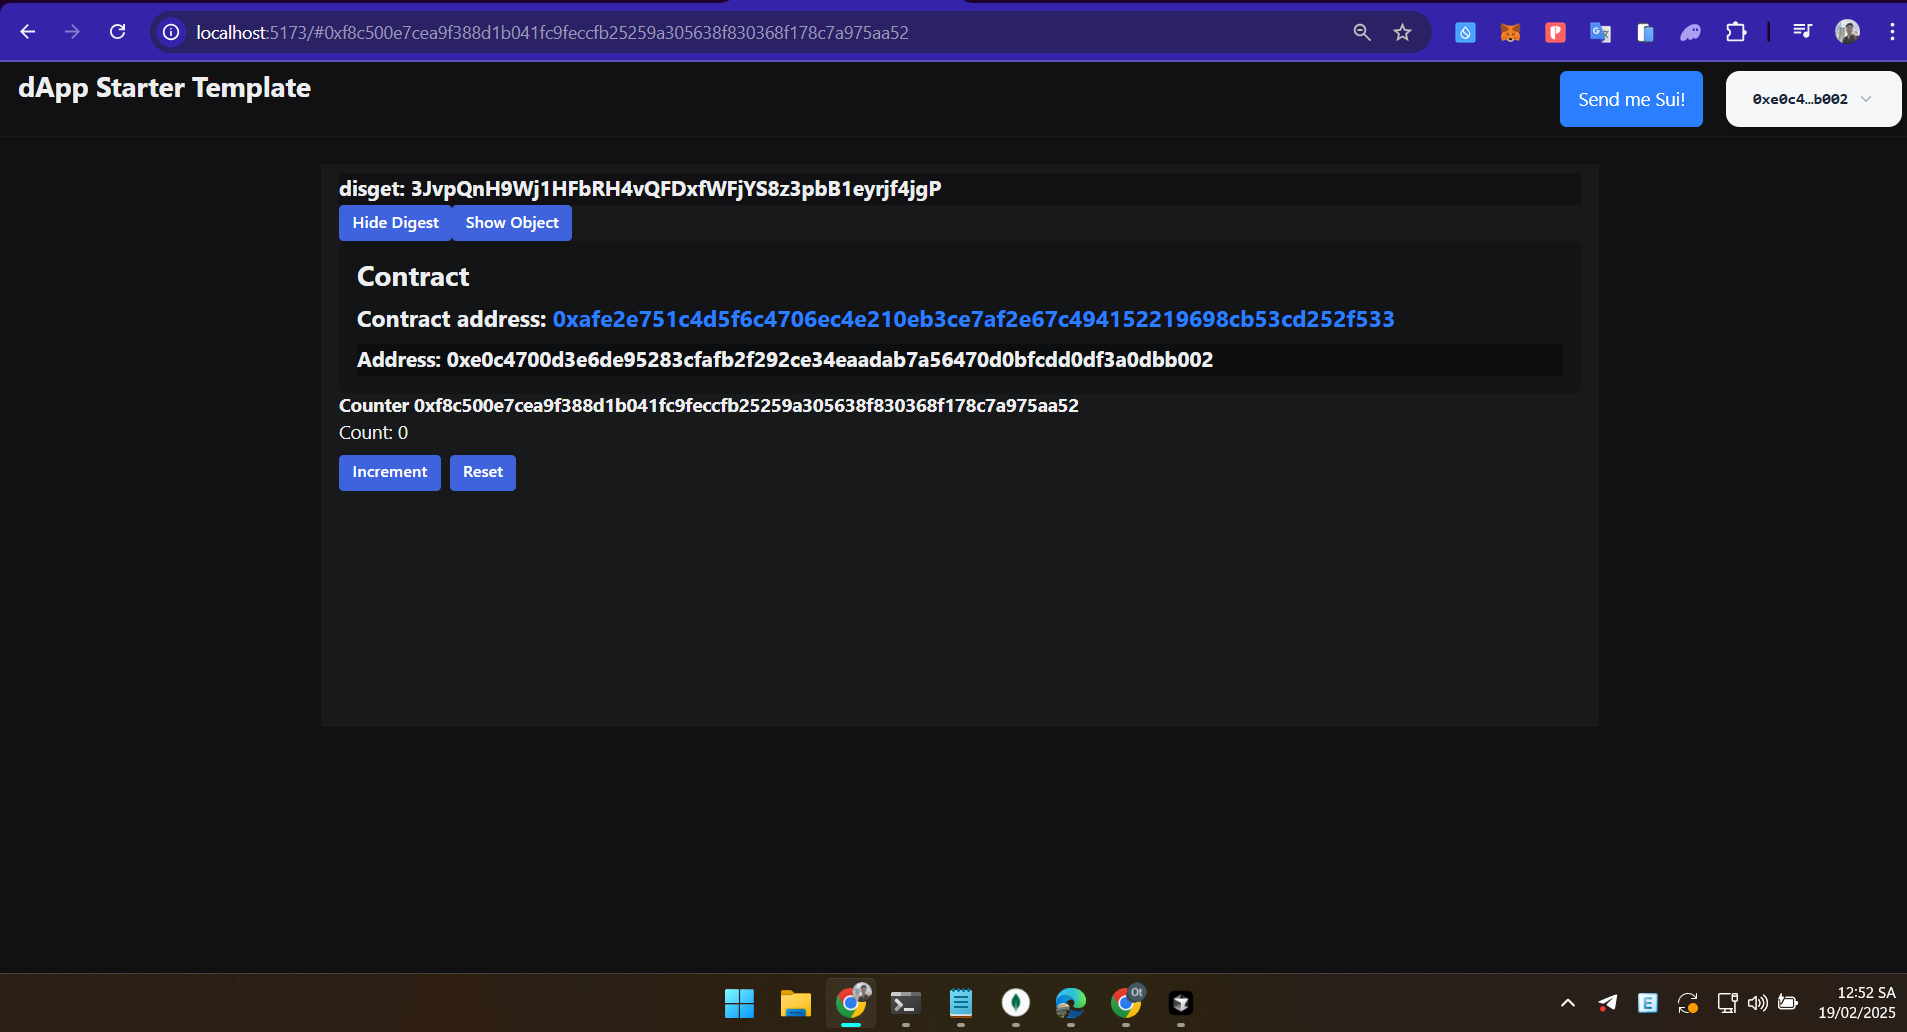 localhost:5173/#0xf8c500e7cea9f388d1b041fc9feccfb25259a305638f830368f178c7a975aa52
dApp Starter Template
Send me Sui!
0xe0c4…b002
disget: 3JvpQnH9Wj1HFbRH4vQFDxfWFjYS8z3pbB1eyrjf4jgP
Hide Digest Show Object
Contract
Contract address: 0xafe2e751c4d5f6c4706ec4e210eb3ce7af2e67c494152219698cb53cd252f533
Address: 0xe0c4700d3e6de95283cfafb2f292ce34eaadab7a56470d0bfcdd0df3a0dbb002
Counter 0xf8c500e7cea9f388d1b041fc9feccfb25259a305638f830368f178c7a975aa52
Count: 0
Increment Reset
12:52 SA
19/02/2025